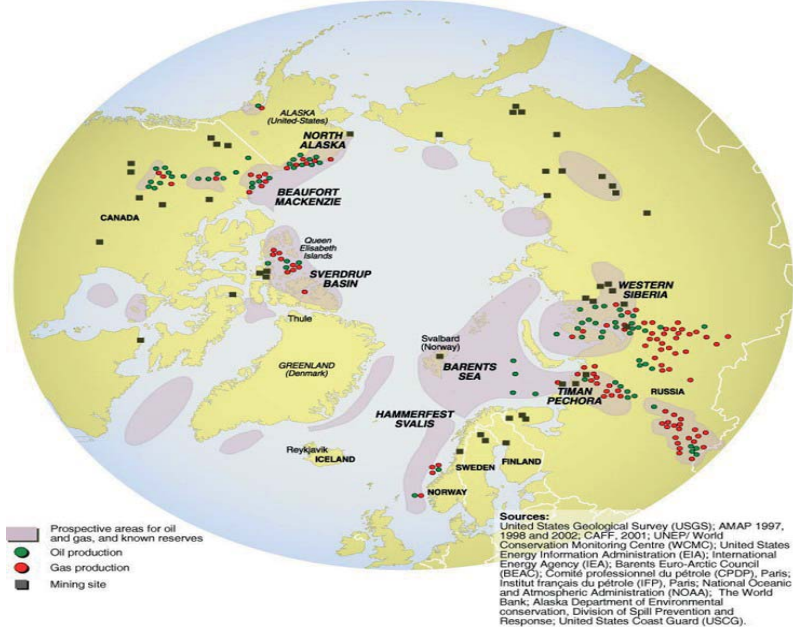 ALASKA
(United-States)
NORTH
ALASKA
BEAUFORT
MACKENZIE
CANADA
Queen
Elisabeth
Islands
SVERDRUP
BASIN
WESTERN
SIBERIA
Thule
Svalbard
(Norway)
BARENTS
SEA
GREENLAND
(Denmark)
TIMAN
PECHORA
RUSSIA
HAMMERFEST
SVALIS
Reykjavik
ICELAND
SWEDEN
FINLAND
NORWAY
Prospective areas for oil
and gas, and known reserves
Oil production
Gas production
Mining site
Sources:
United States Geological Survey (USGS); AMAP 1997,
1998 and 2002; CAFF, 2001; UNEP/ World
Conservation Monitoring Centre (WCMC); United States
Energy Information Administration (EIA); International
Energy Agency (IEA); Barents Euro-Arctic Council
(BEAC); Comité professionnel du pétrole (CPDP), Paris;
Institut français du pétrole (IFP), Paris; National Oceanic
and Atmospheric Administration (NOAA); The World
Bank; Alaska Department of Environmental
conservation, Division of Spill Prevention and
Response; United States Coast Guard (USCG).